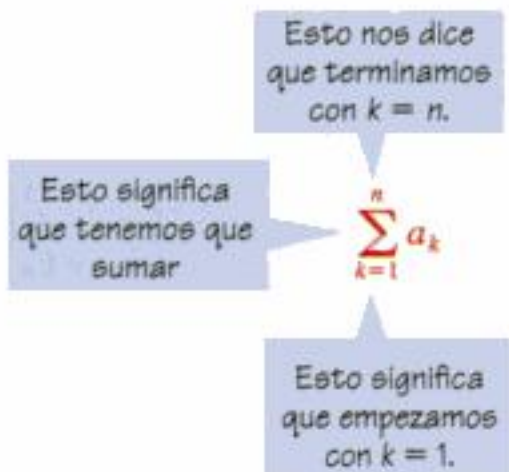 Esto nos dice
que terminamos
con k = n.
Esto significa
que tenemos que
sumar
n
∑ a_k
k=1
Esto significa
que empezamos
con k = 1.